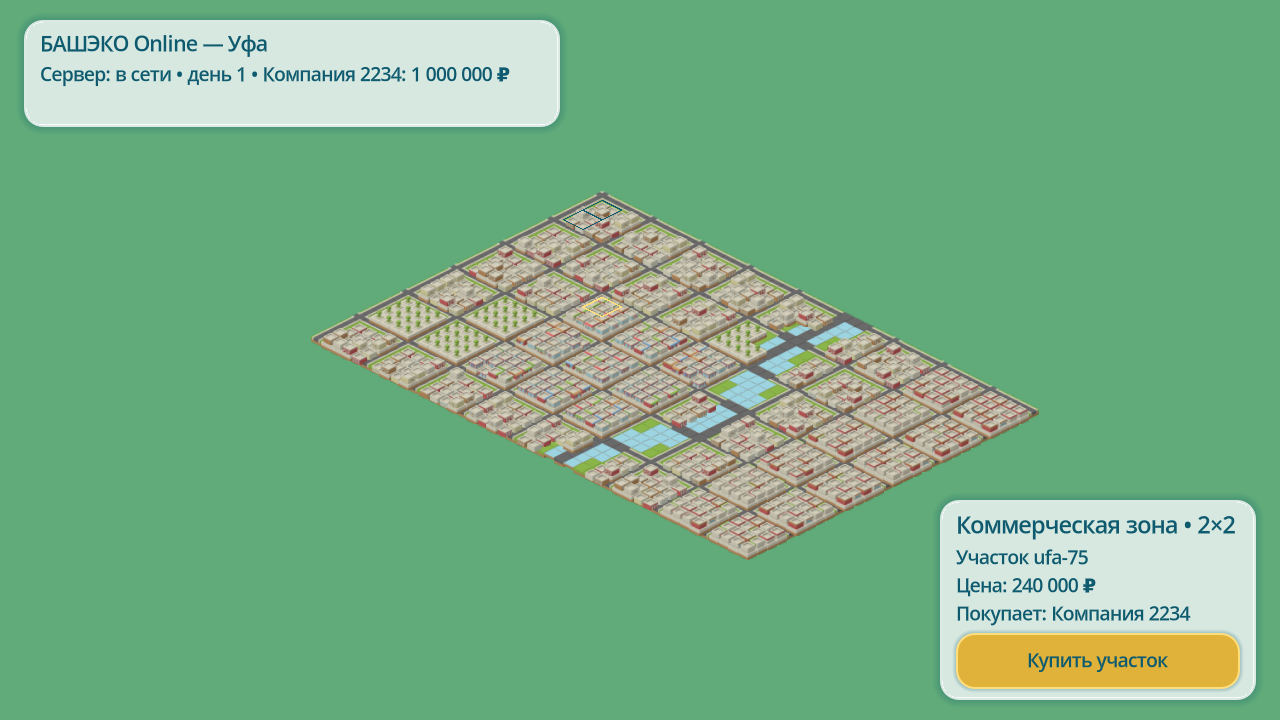 БАШЭКО Online — Уфа
Сервер: в сети • день 1 • Компания 2234: 1 000 000 ₽
Коммерческая зона • 2×2
Участок ufa-75
Цена: 240 000 ₽
Покупает: Компания 2234
Купить участок